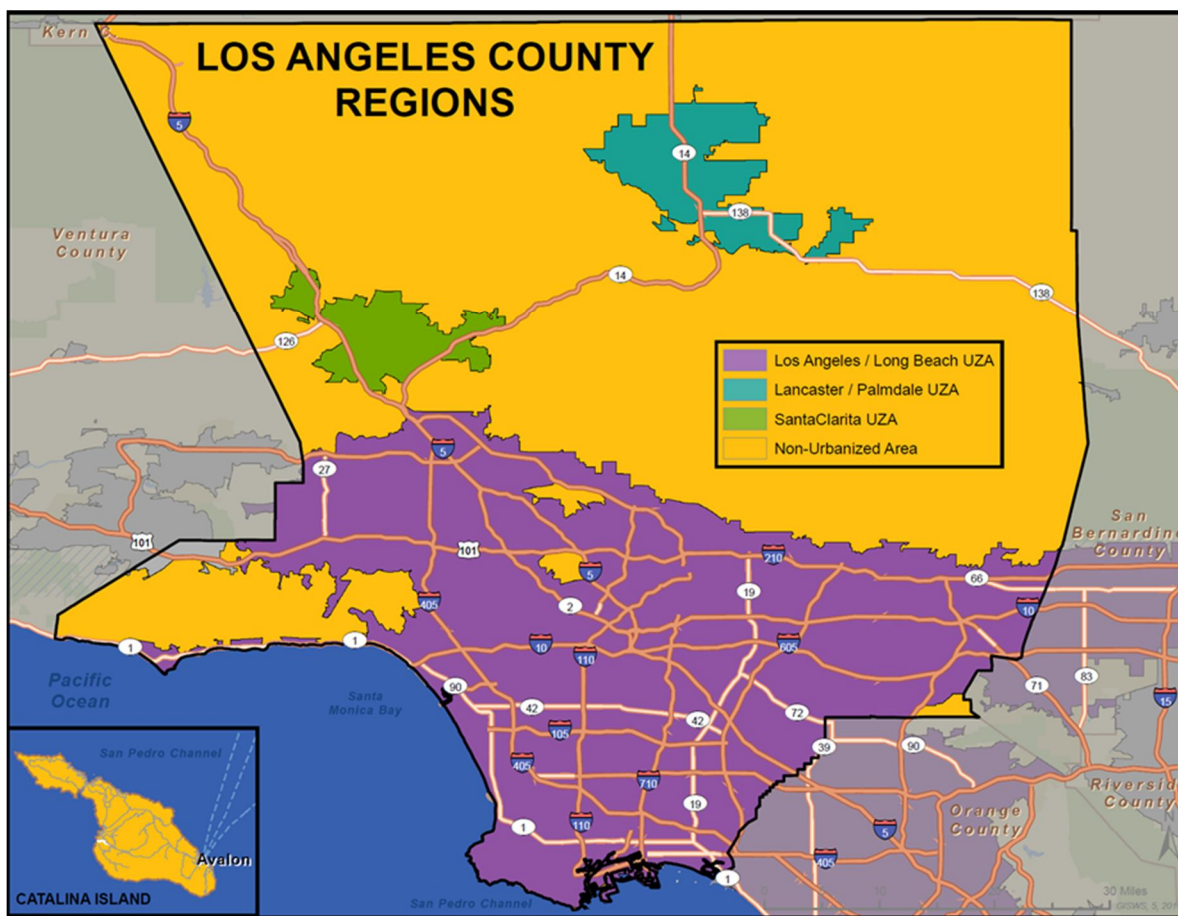 Kern C
LOS ANGELES COUNTY
REGIONS
5
14
138
Ventura
County
14
138
126
Los Angeles / Long Beach UZA
Lancaster / Palmdale UZA
SantaClarita UZA
Non-Urbanized Area
5
27
San
Bernardino
County
101
101
210
66
5
405
2
19
10
1
1
10
110
605
Pacific
Ocean
Santa
Monica Bay
90
71
83
15
42
42
72
105
39
90
San Pedro Channel
405
710
Riverside
County
Orange
County
19
1
110
5
405
Avalon
1
CATALINA ISLAND
San Pedro Channel
0
10
30 Miles